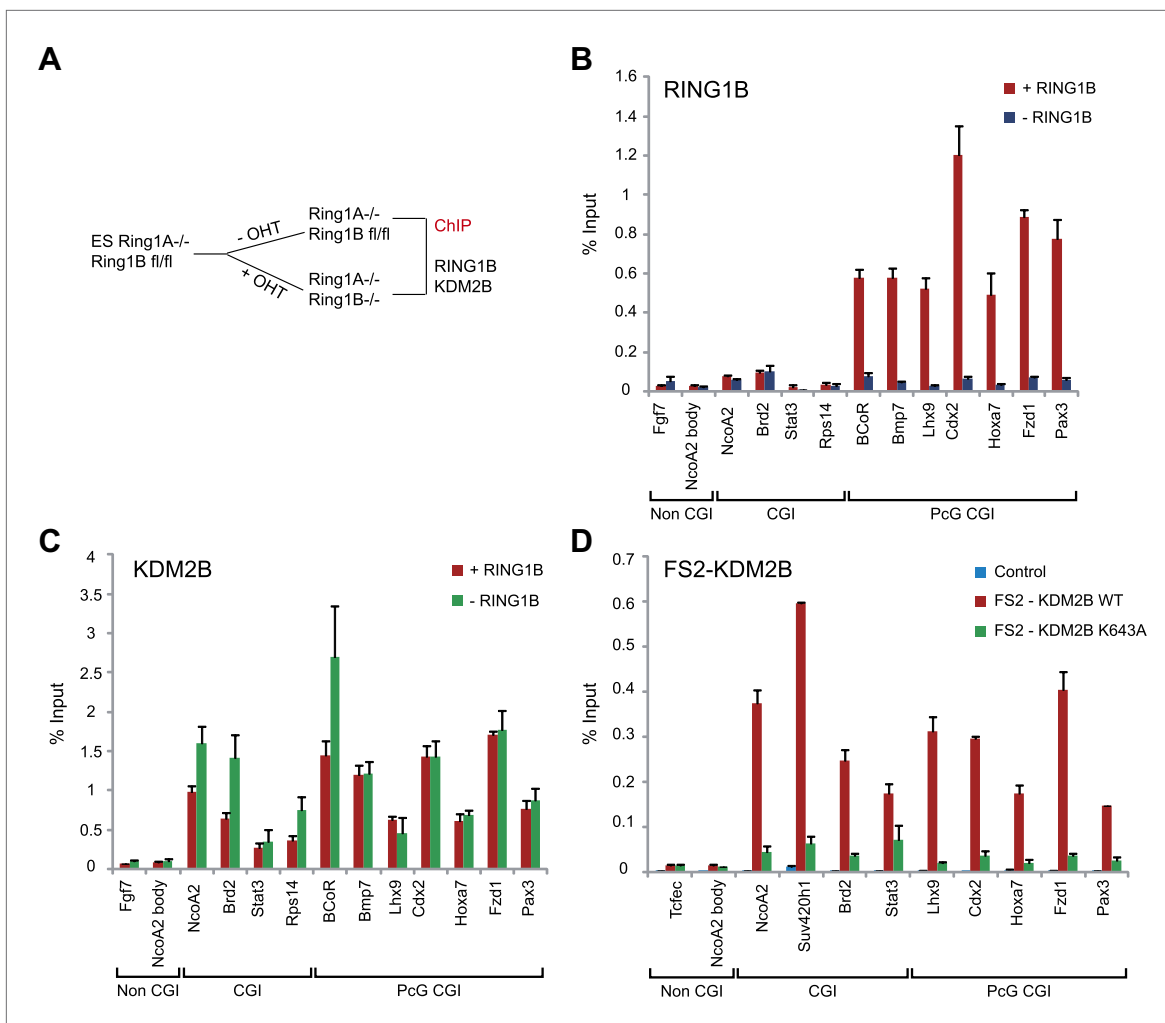 A
ES Ring1A-/-
Ring1B fl/fl
- OHT
+ OHT
Ring1A-/-
Ring1B fl/fl
Ring1A-/-
Ring1B-/-
ChIP
RING1B
KDM2B
B
RING1B
+ RING1B
- RING1B
% Input
1.6
1.4
1.2
1
0.8
0.6
0.4
0.2
0
Fgf7
NcoA2 body
NcoA2
Brd2
Stat3
Rps14
BCoR
Bmp7
Lhx9
Cdx2
Hoxa7
Fzd1
Pax3
Non CGI
CGI
PcG CGI
C
KDM2B
+ RING1B
- RING1B
% Input
4
3.5
3
2.5
2
1.5
1
0.5
0
Fgf7
NcoA2 body
NcoA2
Brd2
Stat3
Rps14
BCoR
Bmp7
Lhx9
Cdx2
Hoxa7
Fzd1
Pax3
Non CGI
CGI
PcG CGI
D
FS2-KDM2B
Control
FS2 - KDM2B WT
FS2 - KDM2B K643A
% Input
0.7
0.6
0.5
0.4
0.3
0.2
0.1
0
Tcfec
NcoA2 body
NcoA2
Suv420h1
Brd2
Stat3
Lhx9
Cdx2
Hoxa7
Fzd1
Pax3
Non CGI
CGI
PcG CGI